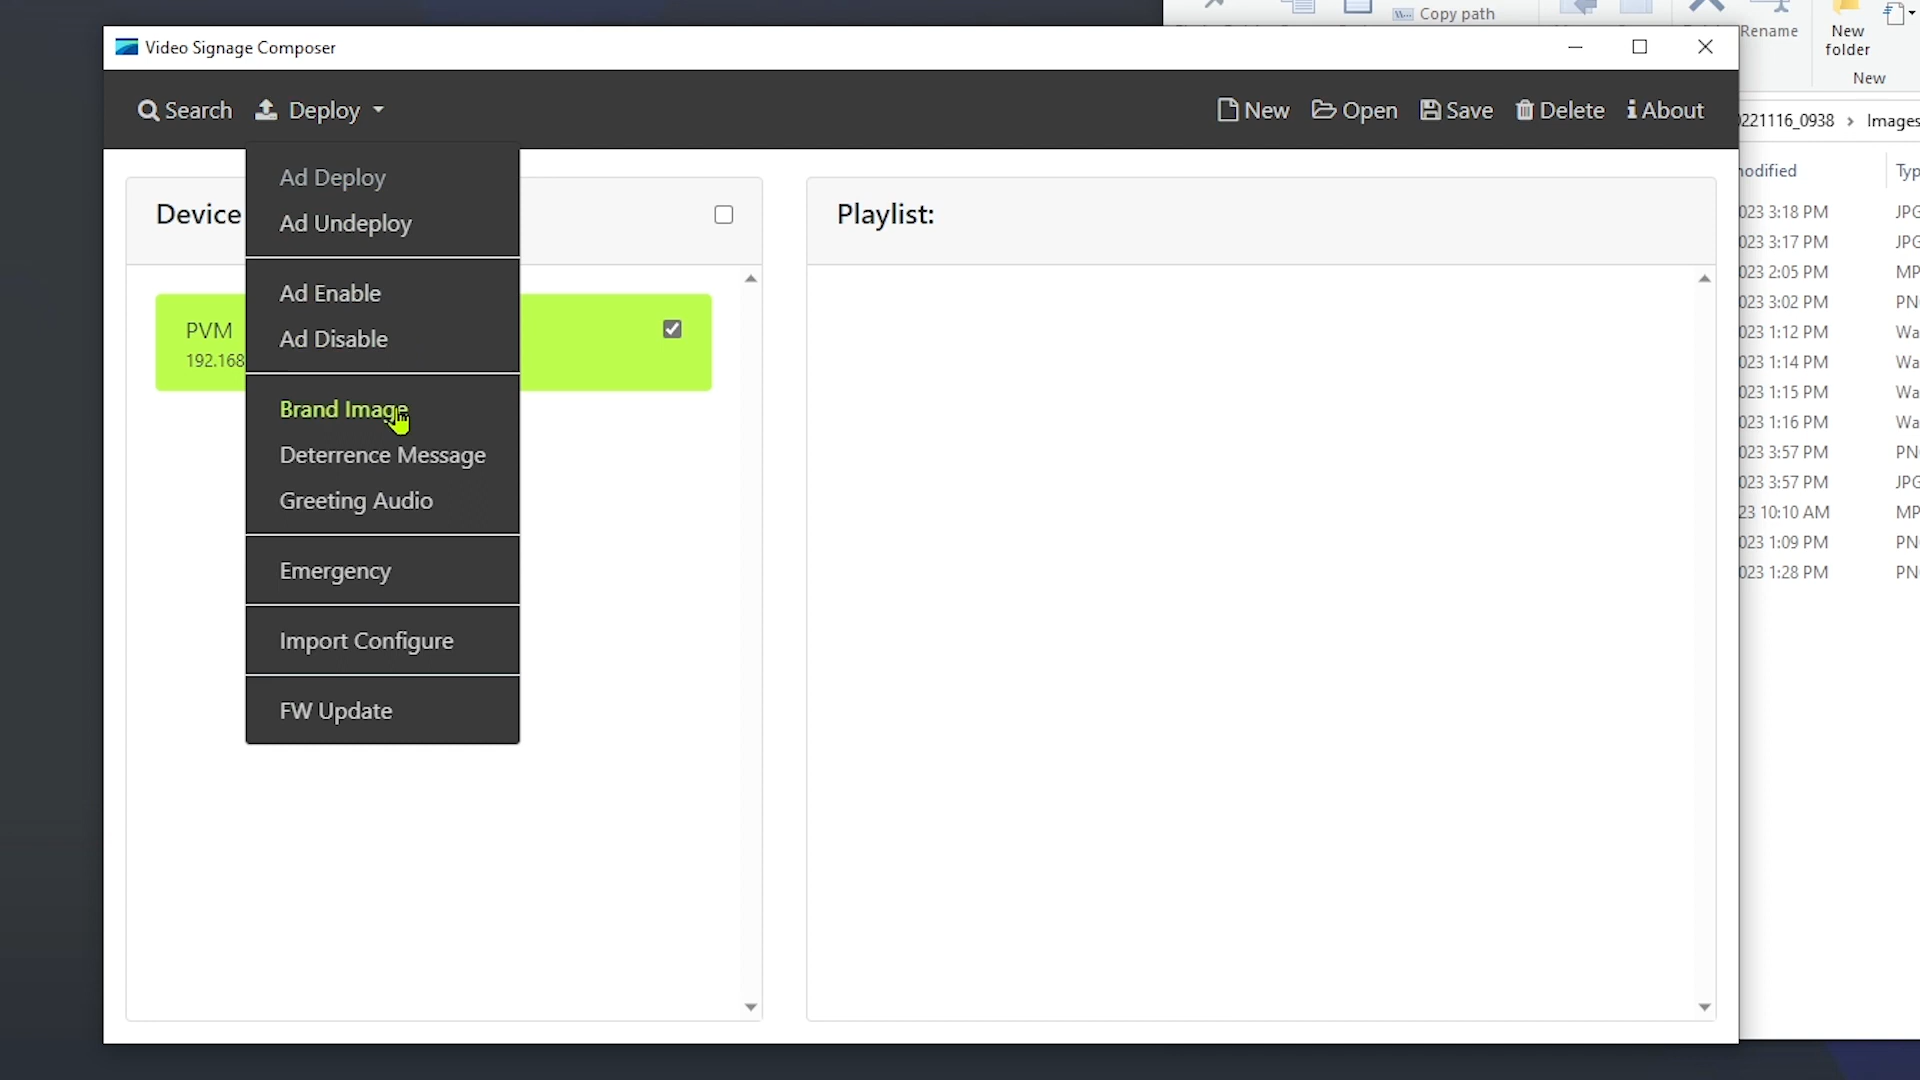 Copy path
Rename
New
folder
New
Video Signage Composer
Search
Deploy
New
Open
Save
Delete
About
221116_0938 > Images
Ad Deploy
Ad Undeploy
Ad Enable
Ad Disable
Brand Image
Deterrence Message
Greeting Audio
Emergency
Import Configure
FW Update
Device
PVM
192.168
Playlist:
odified
Typ
023 3:18 PM JPG
023 3:17 PM JPG
023 2:05 PM MP
023 3:02 PM PN
023 1:12 PM Wa
023 1:14 PM Wa
023 1:15 PM Wa
023 1:16 PM Wa
023 3:57 PM PN
023 3:57 PM JPG
23 10:10 AM MP
023 1:09 PM PN
023 1:28 PM PN